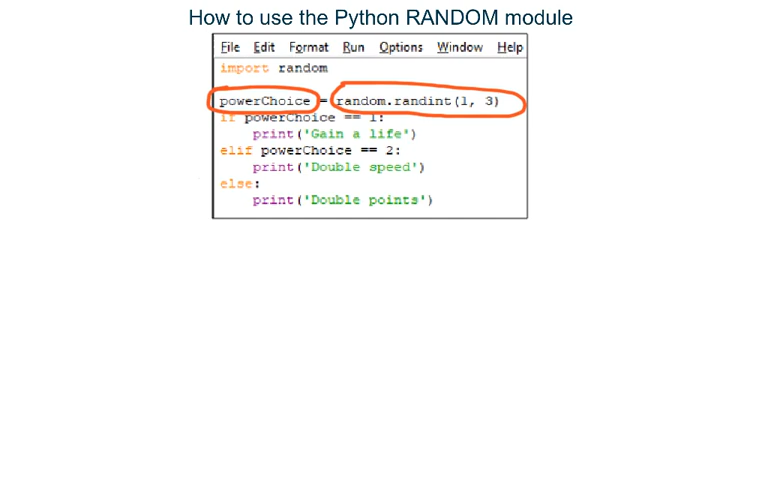 How to use the Python RANDOM module
File Edit Format Run Options Window Help
import random
powerChoice = random.randint(1, 3)
if powerChoice == 1:
print('Gain a life')
elif powerChoice == 2:
print('Double speed')
else:
print('Double points')